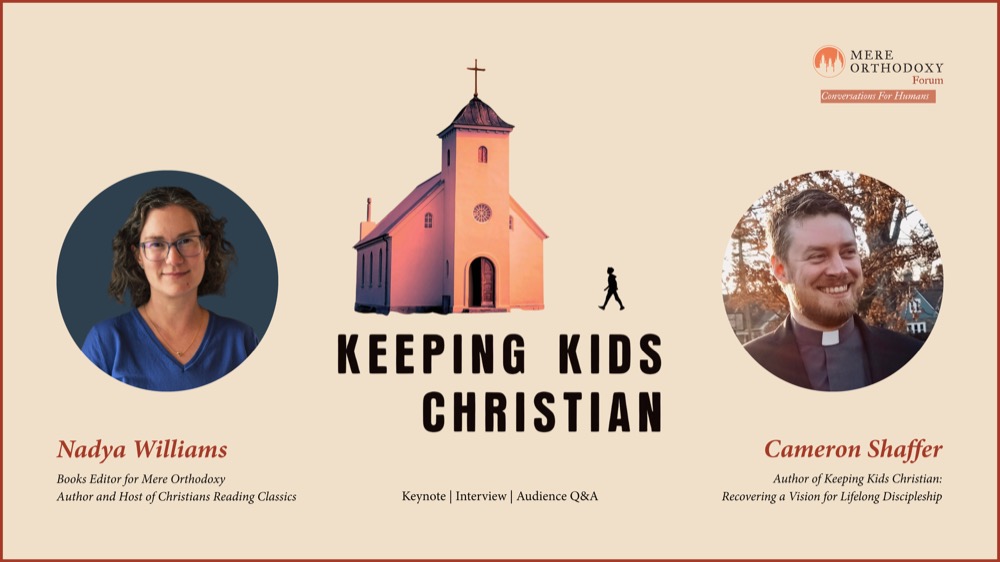 MERE
ORTHODOXY
Forum
Conversations For Humans
KEEPING KIDS
CHRISTIAN
Nadya Williams
Books Editor for Mere Orthodoxy
Author and Host of Christians Reading Classics
Keynote | Interview | Audience Q&A
Cameron Shaffer
Author of Keeping Kids Christian:
Recovering a Vision for Lifelong Discipleship